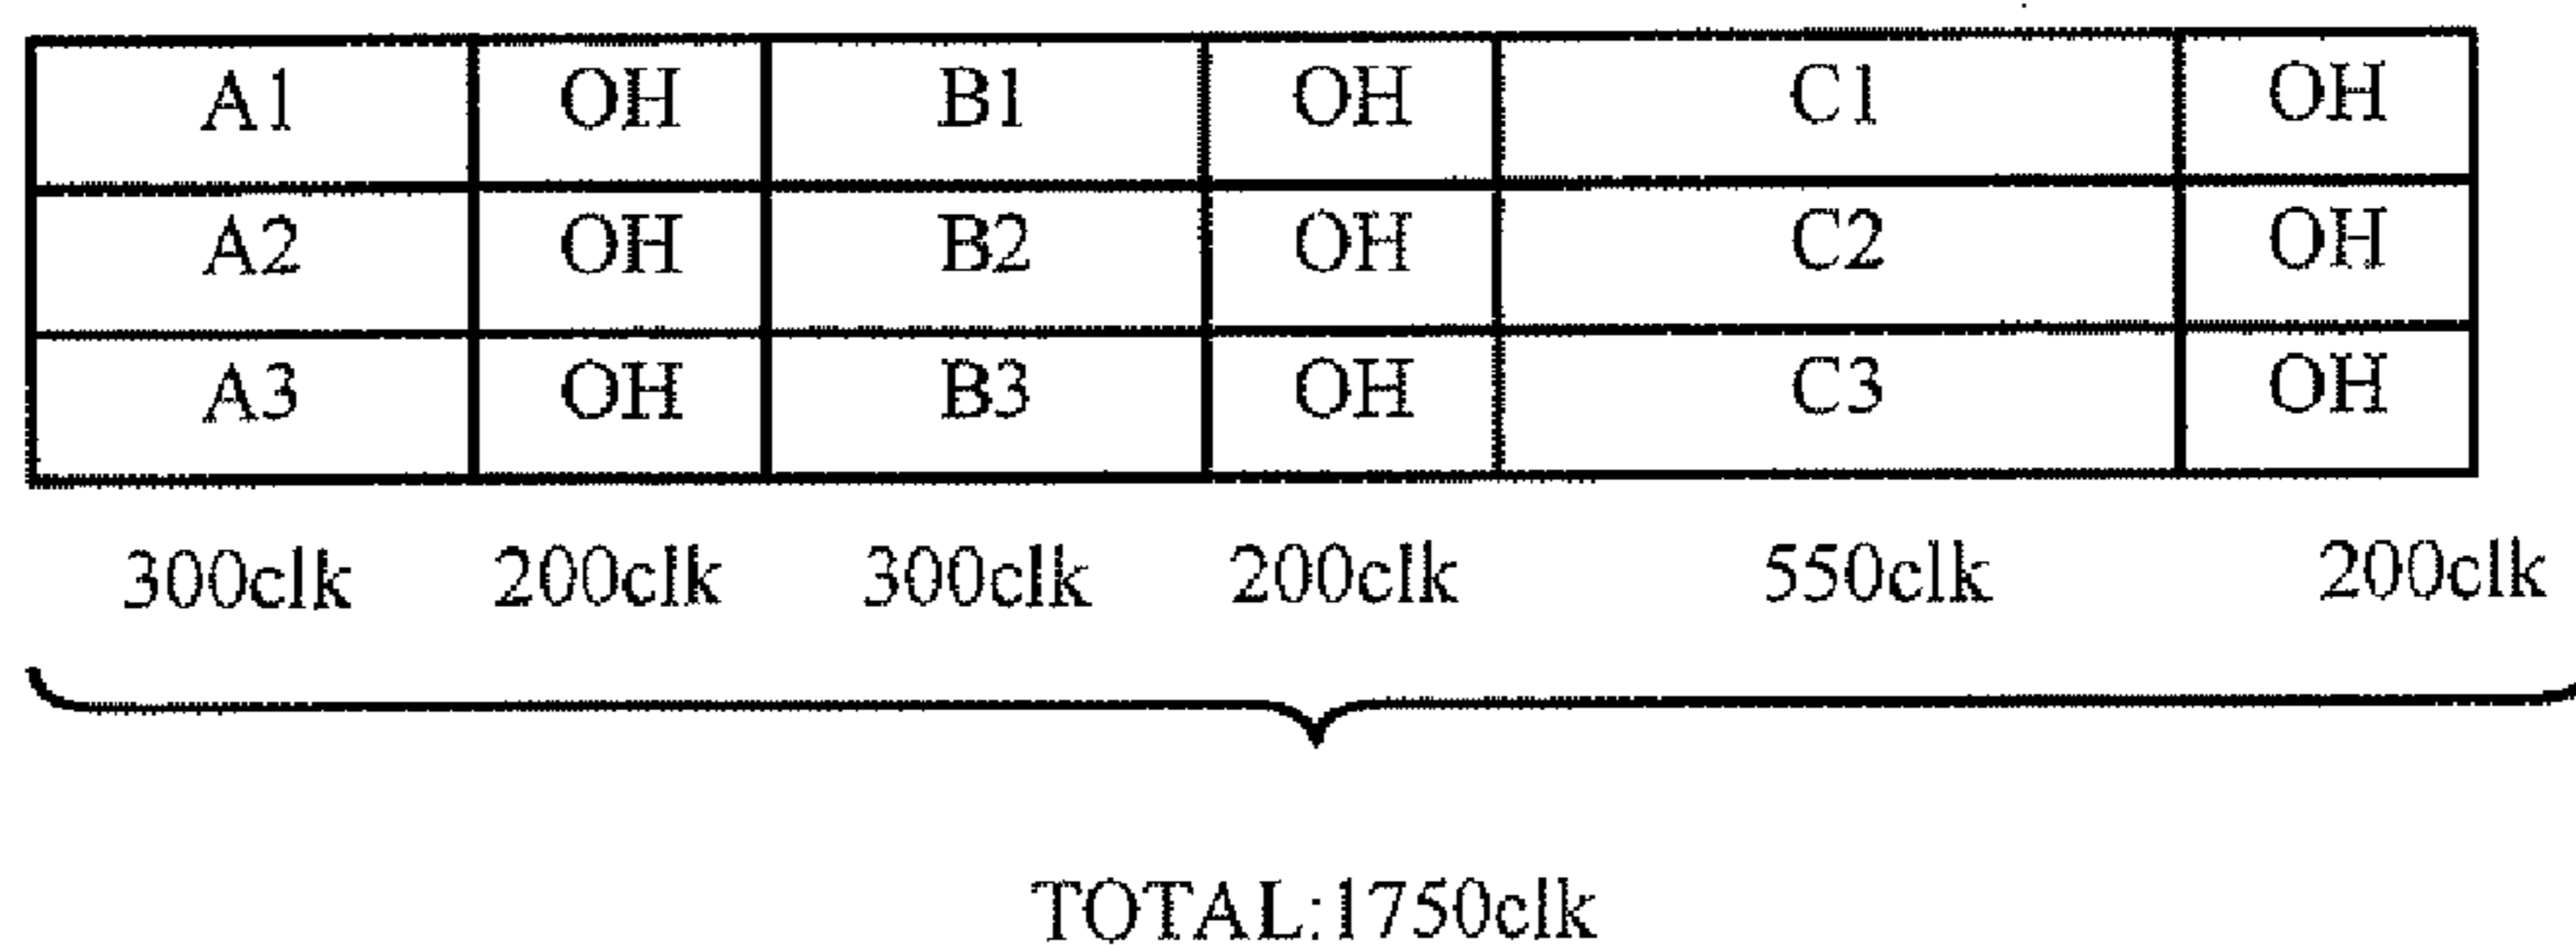 A1 OH B1 OH C1 OH
A2 OH B2 OH C2 OH
A3 OH B3 OH C3 OH
300clk 200clk 300clk 200clk 550clk 200clk
TOTAL:1750clk